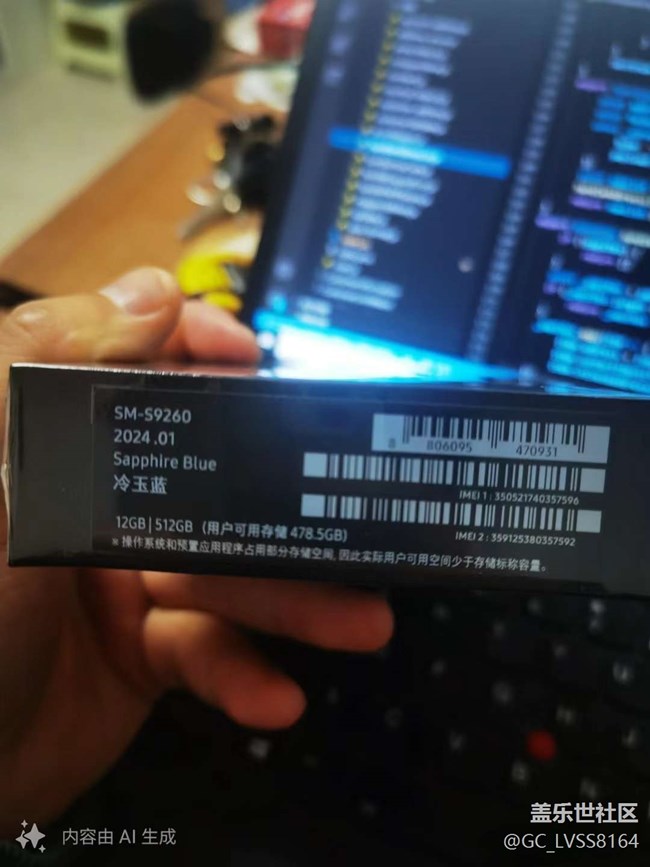 SM-S9260
2024.01
Sapphire Blue
冷玉蓝
12GB | 512GB（用户可用存储 478.5GB）
※ 操作系统和预置应用程序占用部分存储空间, 因此实际用户可用空间少于存储标称容量。
8 806095 470931
IMEI 1 : 350521740357596
IMEI 2 : 359125380357592
内容由 AI 生成
盖乐世社区
@GC_LVSS8164